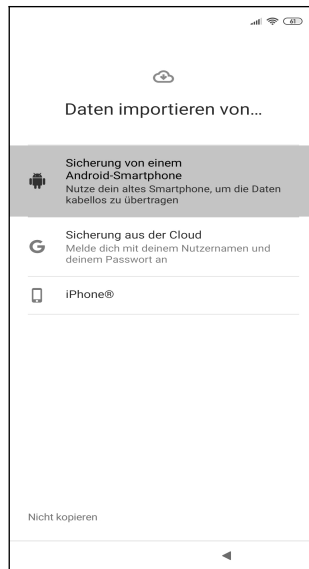 61
Daten importieren von...
Sicherung von einem
Android-Smartphone
Nutze dein altes Smartphone, um die Daten
kabellos zu übertragen
G
Sicherung aus der Cloud
Melde dich mit deinem Nutzernamen und
deinem Passwort an
iPhone®
Nicht kopieren